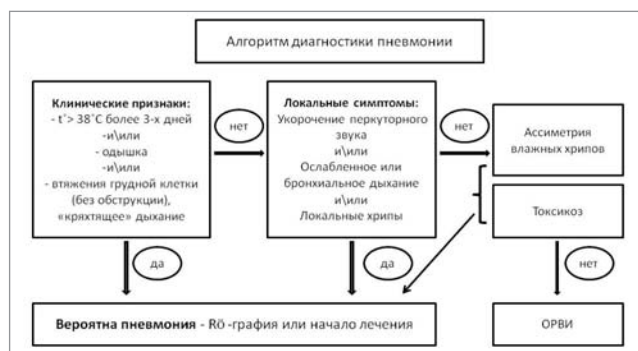 Алгоритм диагностики пневмонии
Клинические признаки:
- t˚> 38˚С более 3-х дней
-и\или
- одышка
-и\или
- втяжения грудной клетки
(без обструкции),
«кряхтящее» дыхание
нет
Локальные симптомы:
Укорочение перкуторного
звука
и\или
Ослабленное или
бронхиальное дыхание
и\или
Локальные хрипы
нет
Ассиметрия
влажных хрипов
Токсикоз
да
да
нет
Вероятна пневмония - Rö -графия или начало лечения
ОРВИ